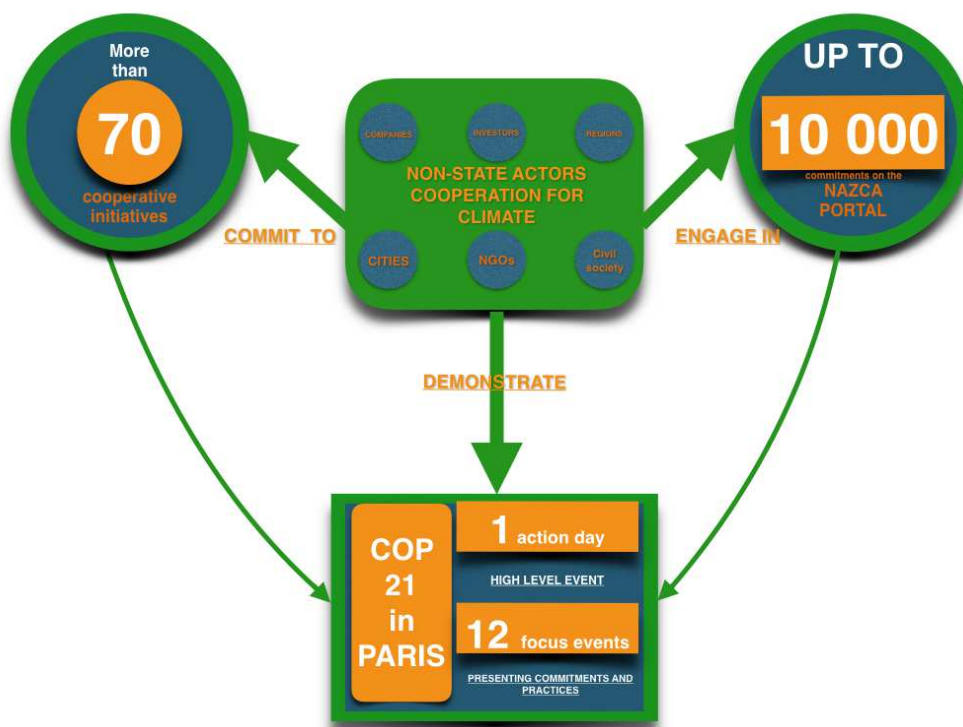 More
than
70
cooperative
initiatives
COMPANIES
INVESTORS
REGIONS
NON-STATE ACTORS
COOPERATION FOR
CLIMATE
CITIES
NGOs
Civil
society
UP TO
10 000
commitments on the
NAZCA
PORTAL
COMMIT TO
ENGAGE IN
DEMONSTRATE
COP
21
in
PARIS
1 action day
HIGH LEVEL EVENT
12 focus events
PRESENTING COMMITMENTS AND
PRACTICES